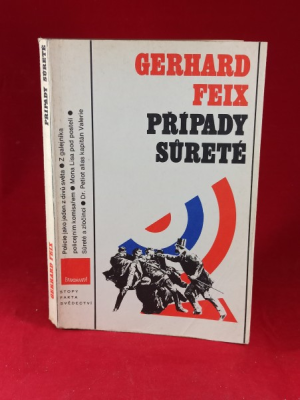 GERHARD
FEIX
PŘÍPADY
SÛRETÉ
PŘÍPADY SÛRETÉ
GERHARD FEIX
Policie jako jeden z divů světa ● Z galejníka
policejním komisařem ● Mona Lisa pod postelí ●
Sûreté a zločinci ● Dr. Petiot alias kapitán Valerie
STOPY
FAKTA
SVĚDECTVÍ